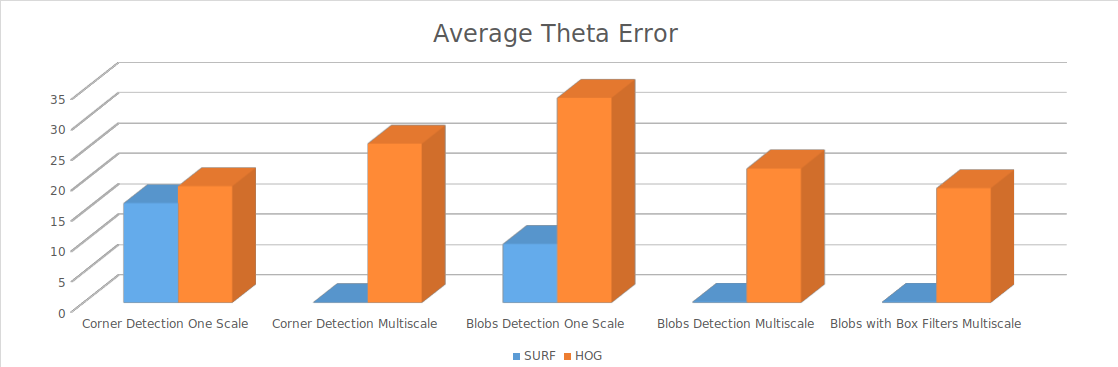 Average Theta Error
35
30
25
20
15
10
5
0
Corner Detection One Scale
Corner Detection Multiscale
Blobs Detection One Scale
Blobs Detection Multiscale
Blobs with Box Filters Multiscale
SURF
HOG